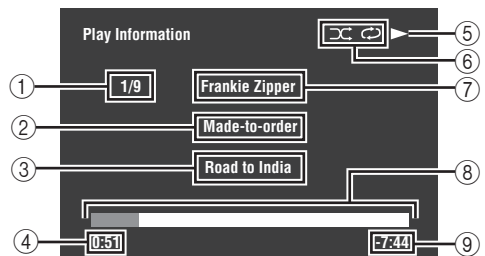 Play Information
⑤
⑥
① 1/9 Frankie Zipper ⑦
② Made-to-order
③ Road to India
⑧
④ 0:51 -7:44 ⑨